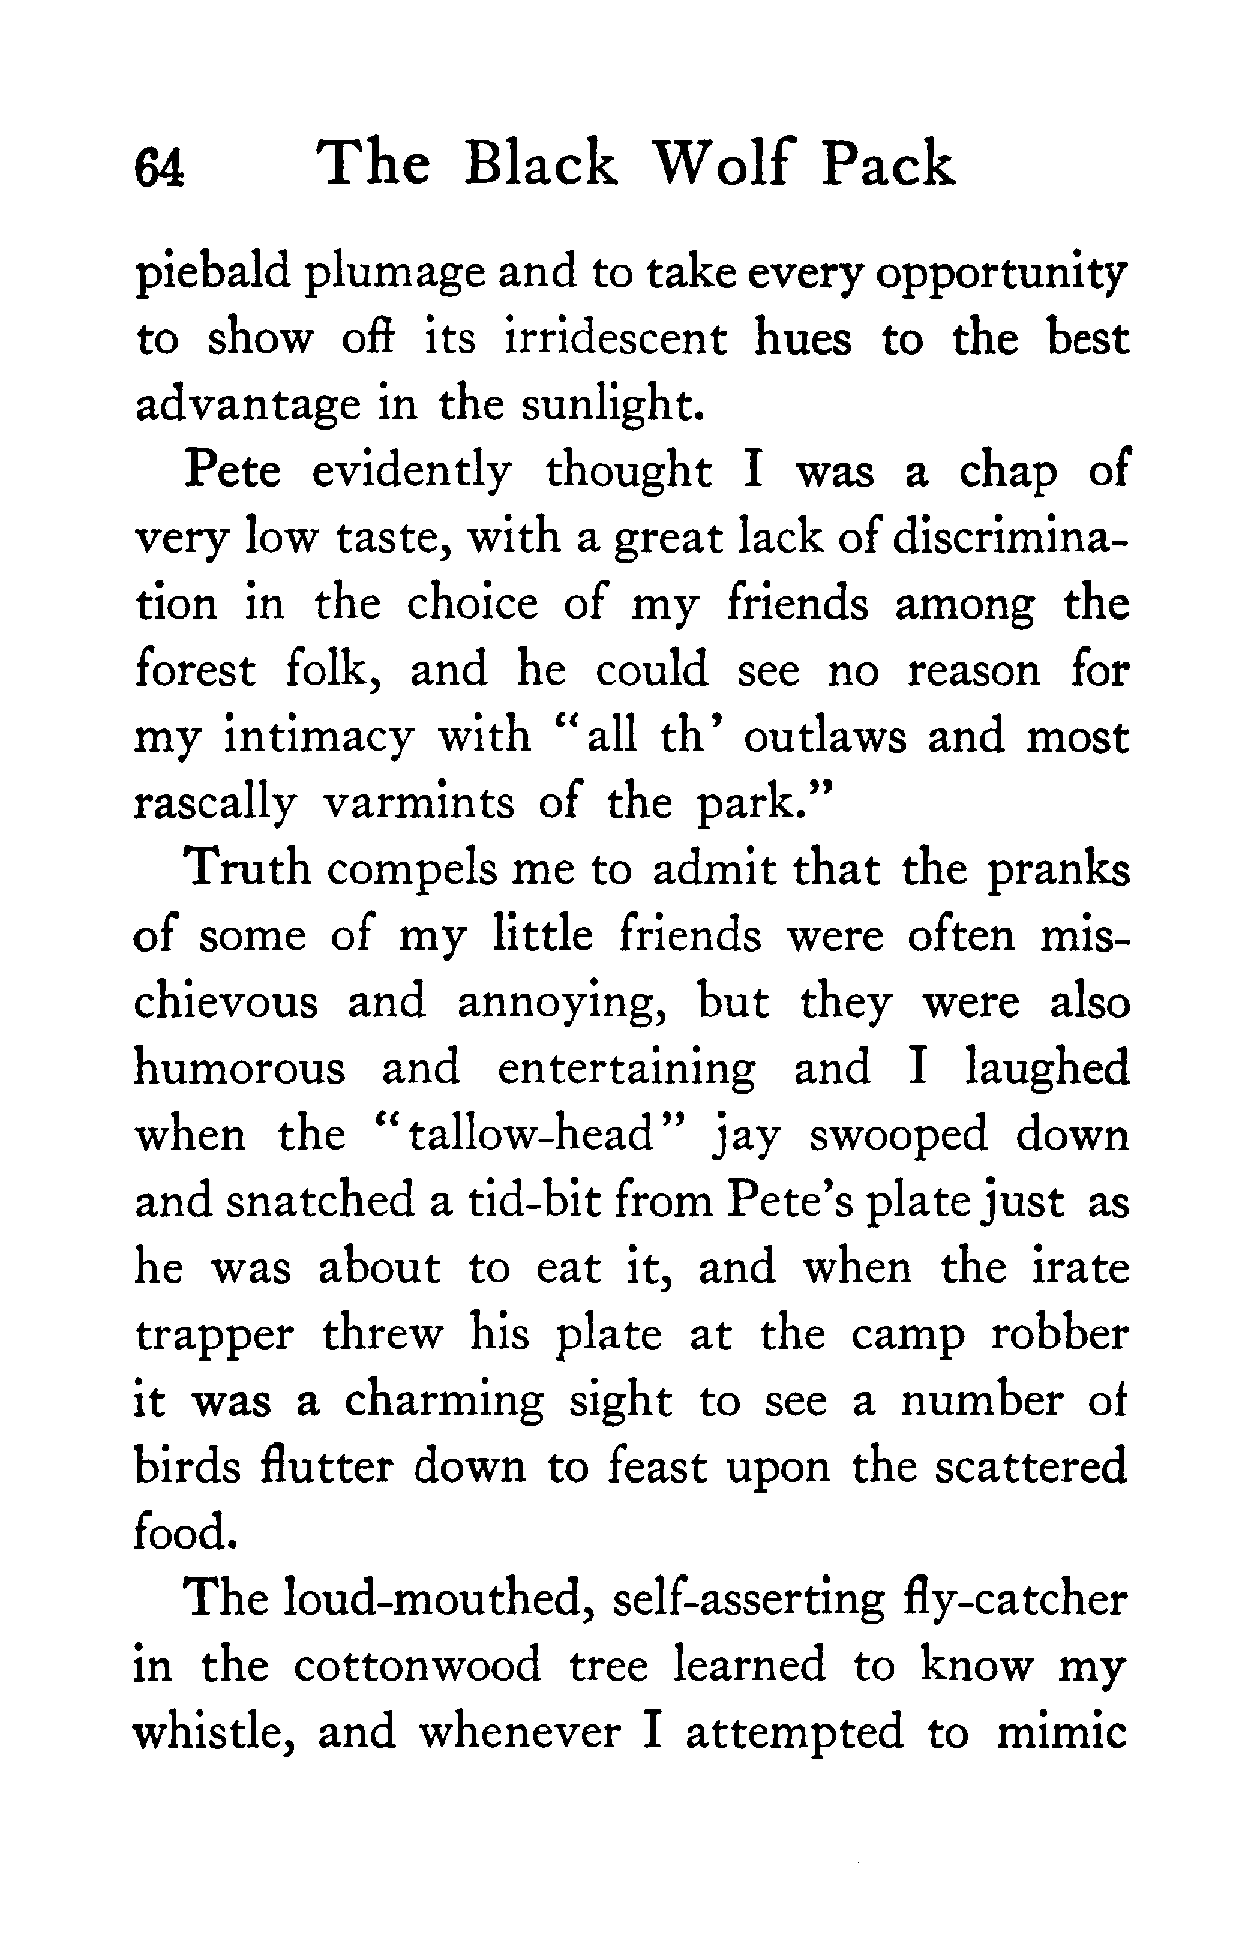 64 The Black Wolf Pack
piebald plumage and to take every opportunity
to show off its irridescent hues to the best
advantage in the sunlight.
Pete evidently thought I was a chap of
very low taste, with a great lack of discrimina-
tion in the choice of my friends among the
forest folk, and he could see no reason for
my intimacy with “all th’ outlaws and most
rascally varmints of the park.”
Truth compels me to admit that the pranks
of some of my little friends were often mis-
chievous and annoying, but they were also
humorous and entertaining and I laughed
when the “tallow-head” jay swooped down
and snatched a tid-bit from Pete’s plate just as
he was about to eat it, and when the irate
trapper threw his plate at the camp robber
it was a charming sight to see a number of
birds flutter down to feast upon the scattered
food.
The loud-mouthed, self-asserting fly-catcher
in the cottonwood tree learned to know my
whistle, and whenever I attempted to mimic